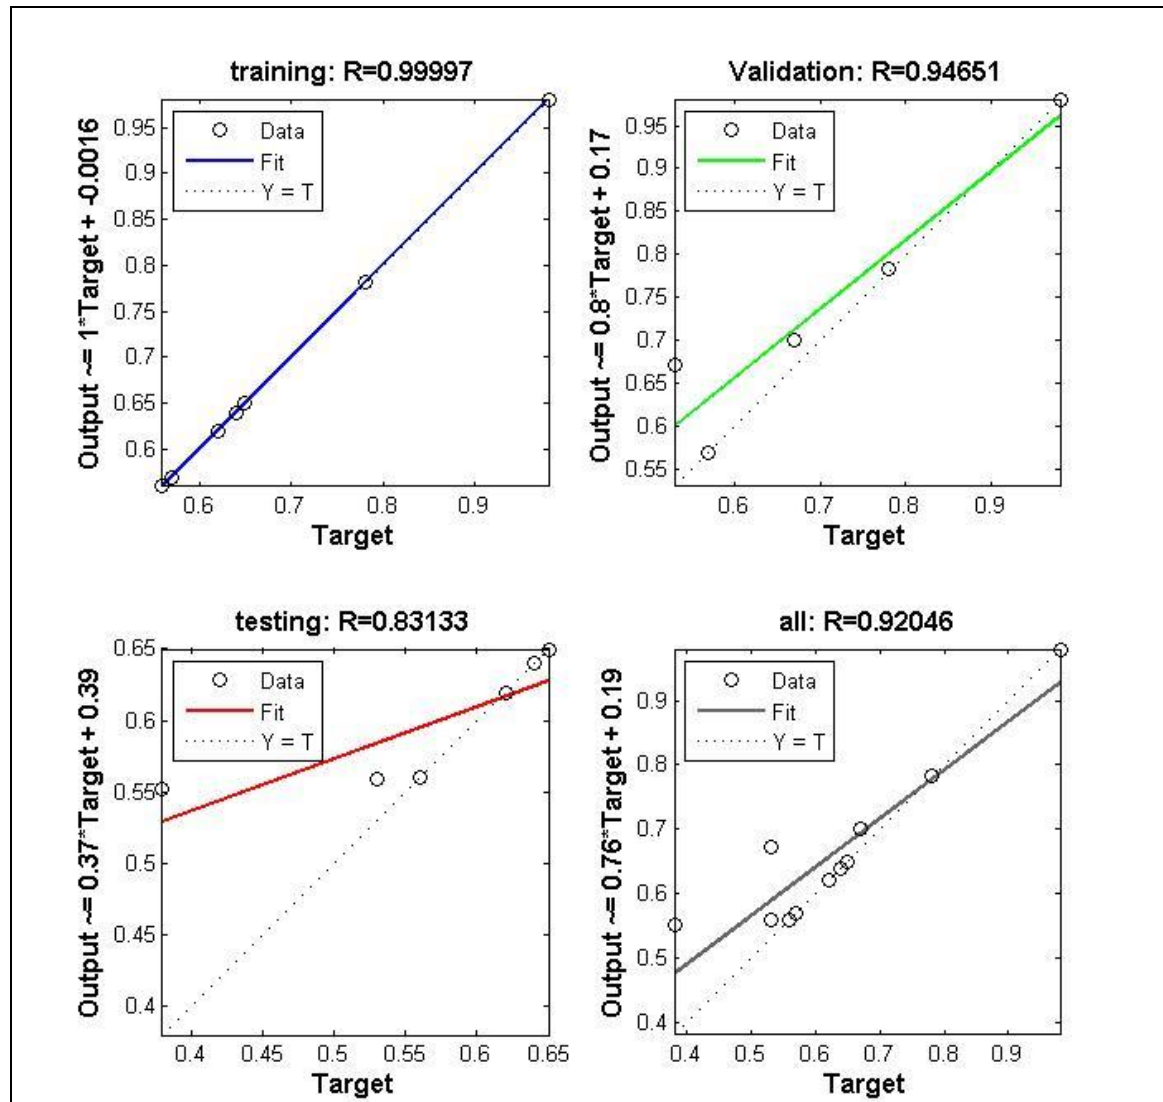 training: R=0.99997
Output ~= 1*Target + -0.0016
0.95
0.9
0.85
0.8
0.75
0.7
0.65
0.6
Data
Fit
Y = T
0.6 0.7 0.8 0.9
Target
Validation: R=0.94651
Output ~= 0.8*Target + 0.17
0.95
0.9
0.85
0.8
0.75
0.7
0.65
0.6
0.55
Data
Fit
Y = T
0.6 0.7 0.8 0.9
Target
testing: R=0.83133
Output ~= 0.37*Target + 0.39
0.65
0.6
0.55
0.5
0.45
0.4
Data
Fit
Y = T
0.4 0.45 0.5 0.55 0.6 0.65
Target
all: R=0.92046
Output ~= 0.76*Target + 0.19
0.9
0.8
0.7
0.6
0.5
0.4
Data
Fit
Y = T
0.4 0.5 0.6 0.7 0.8 0.9
Target